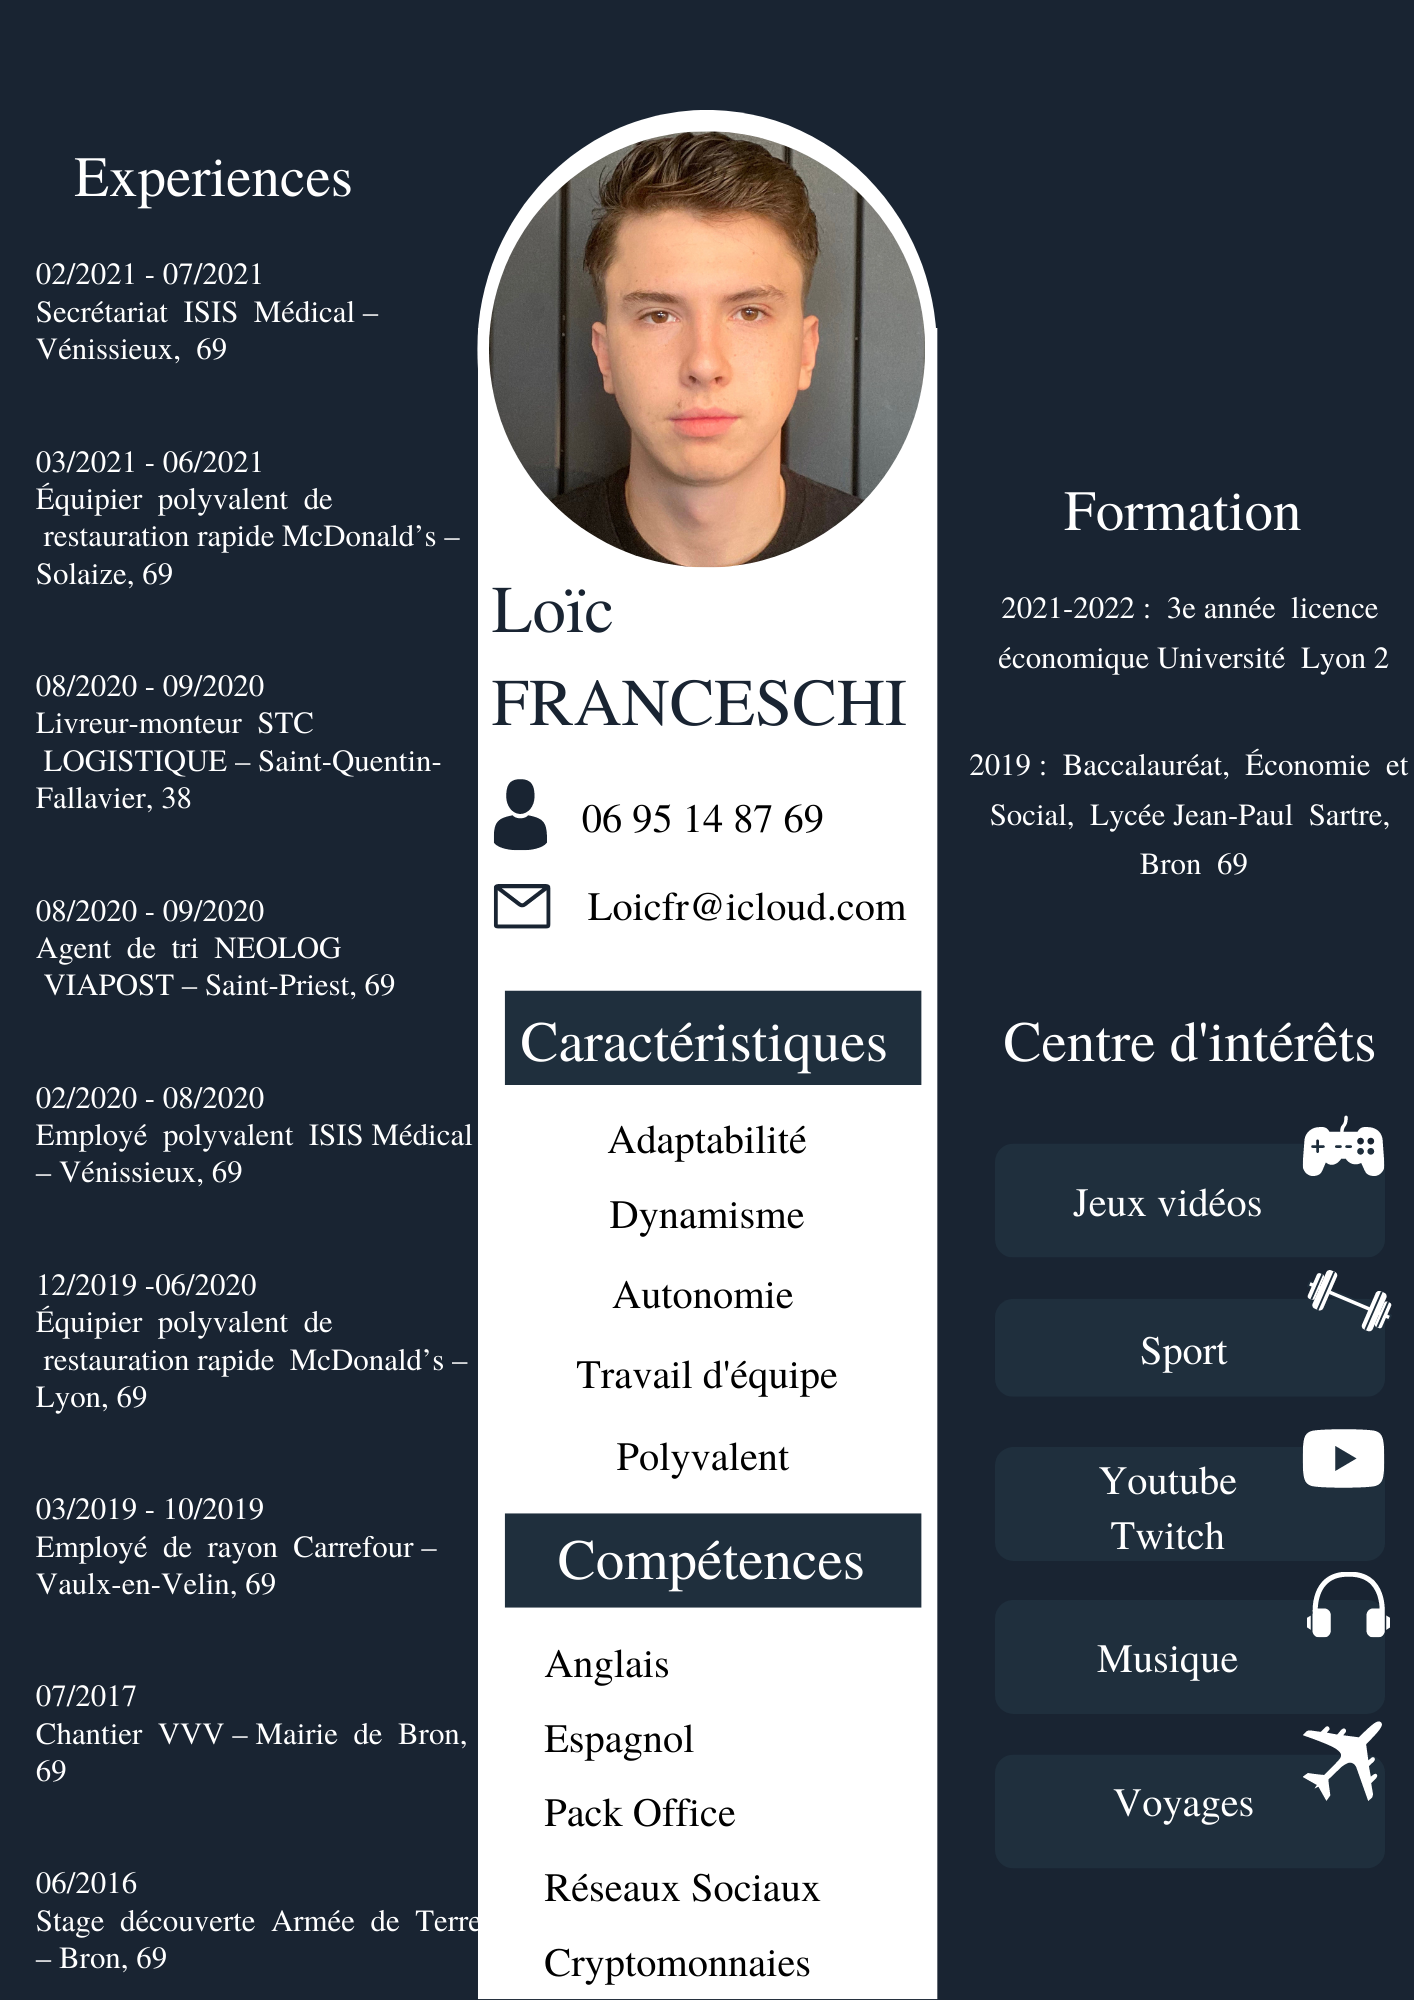 Experiences
02/2021 - 07/2021
Secrétariat ISIS Médical –
Vénissieux, 69
03/2021 - 06/2021
Équipier polyvalent de
restauration rapide McDonald’s –
Solaize, 69
08/2020 - 09/2020
Livreur-monteur STC
LOGISTIQUE – Saint-Quentin-
Fallavier, 38
08/2020 - 09/2020
Agent de tri NEOLOG
VIAPOST – Saint-Priest, 69
02/2020 - 08/2020
Employé polyvalent ISIS Médical
– Vénissieux, 69
12/2019 -06/2020
Équipier polyvalent de
restauration rapide McDonald’s –
Lyon, 69
03/2019 - 10/2019
Employé de rayon Carrefour –
Vaulx-en-Velin, 69
07/2017
Chantier VVV – Mairie de Bron,
69
06/2016
Stage découverte Armée de Terre
– Bron, 69
Loïc
FRANCESCHI
06 95 14 87 69
Loicfr@icloud.com
Caractéristiques
Adaptabilité
Dynamisme
Autonomie
Travail d'équipe
Polyvalent
Compétences
Anglais
Espagnol
Pack Office
Réseaux Sociaux
Cryptomonnaies
Formation
2021-2022 : 3e année licence
économique Université Lyon 2
2019 : Baccalauréat, Économie et
Social, Lycée Jean-Paul Sartre,
Bron 69
Centre d'intérêts
Jeux vidéos
Sport
Youtube
Twitch
Musique
Voyages